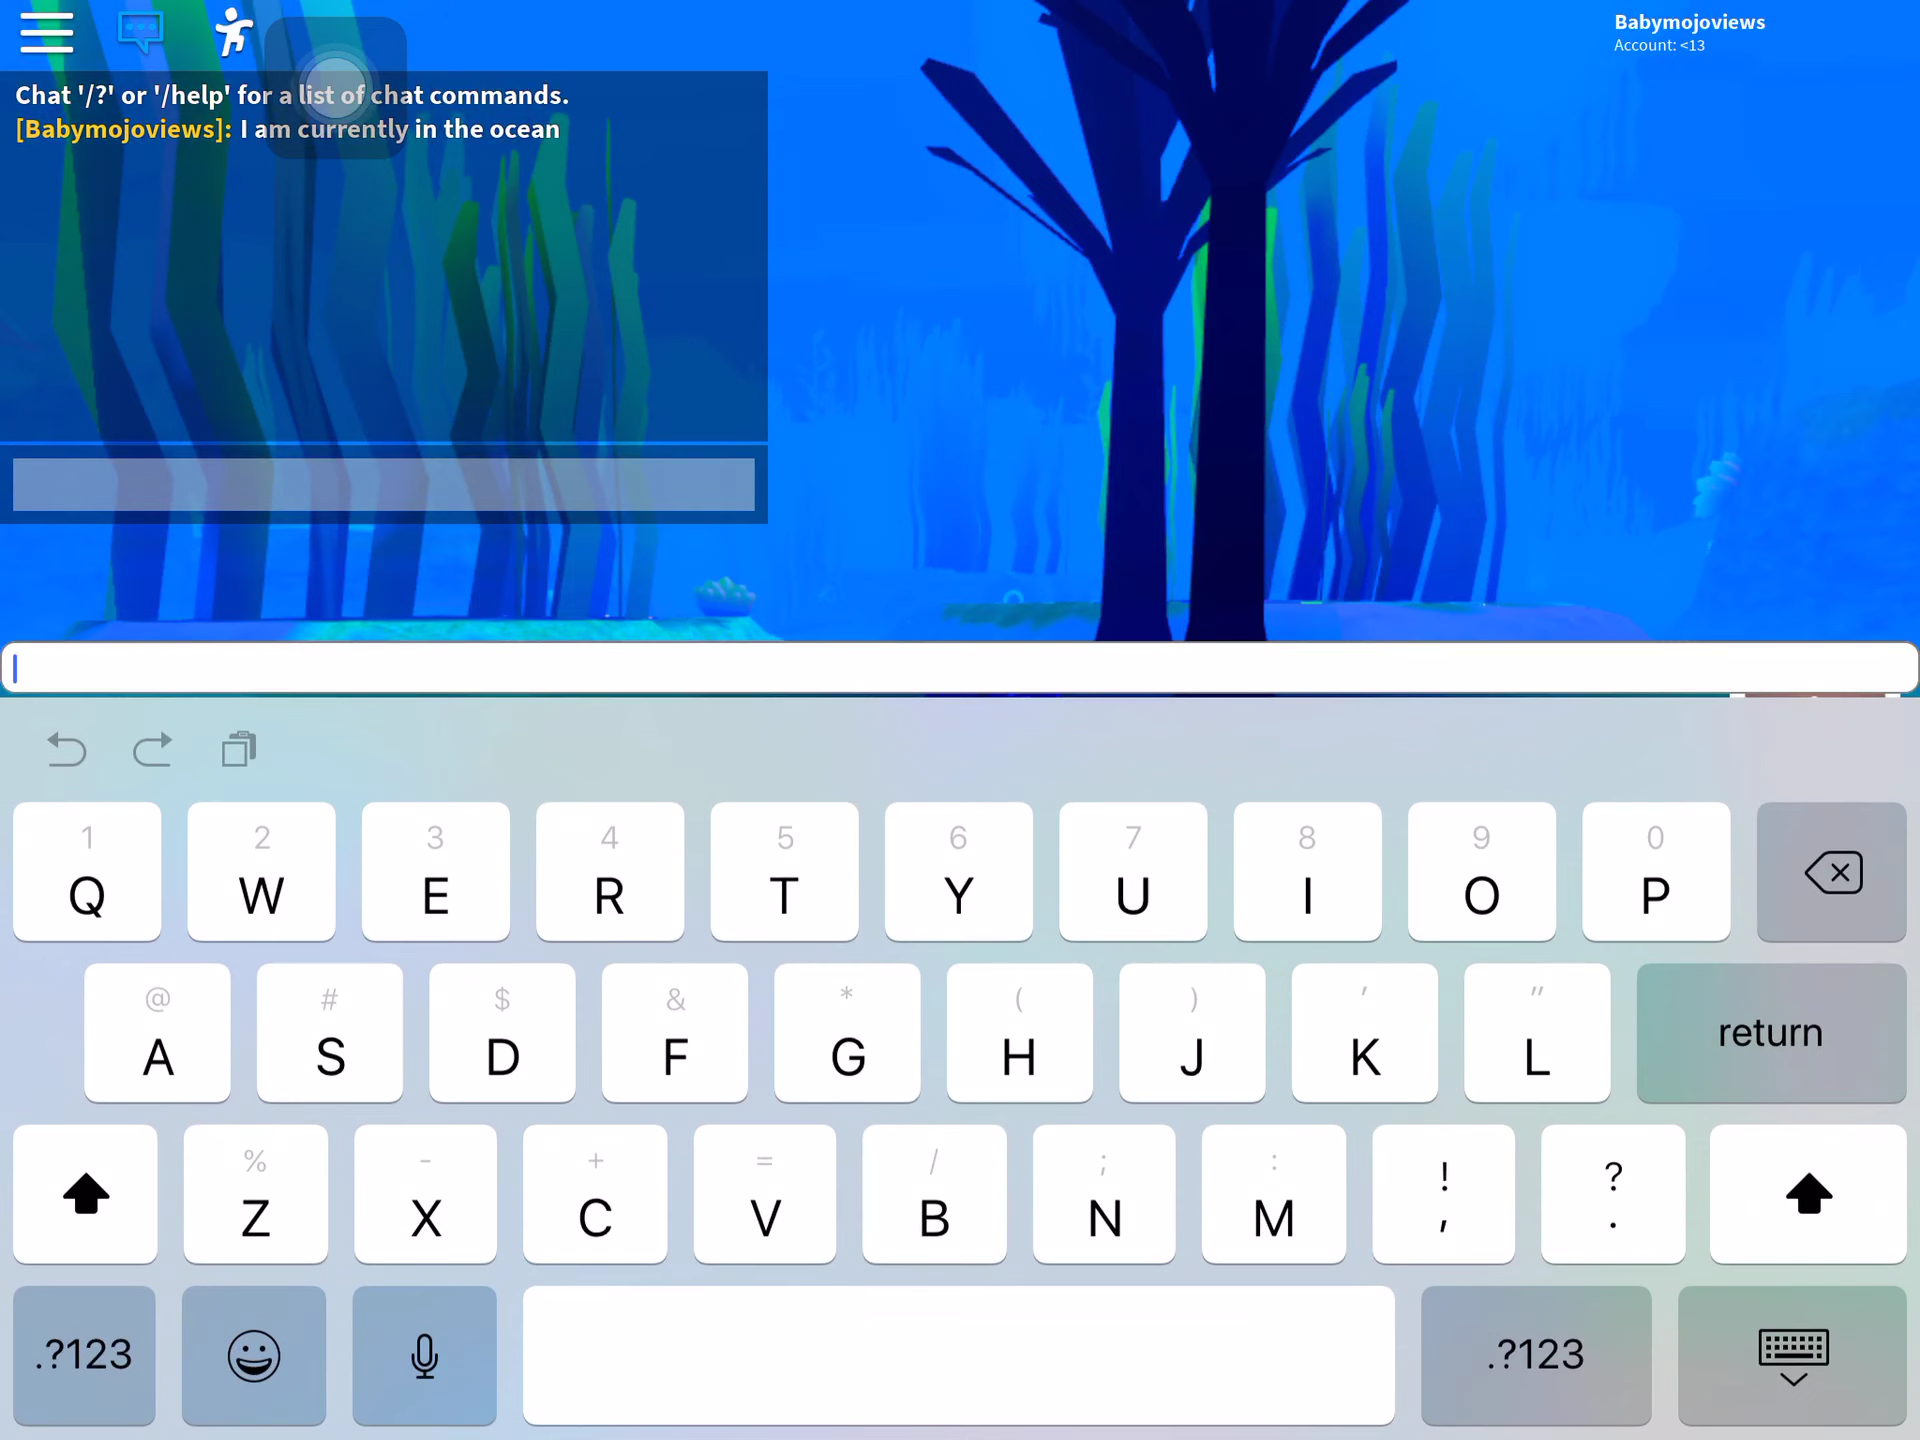 Babymojoviews
Account: <13
Chat '/?' or '/help' for a list of chat commands.
[Babymojoviews]: I am currently in the ocean
1 2 3 4 5 6 7 8 9 0
Q W E R T Y U I O P
@ # $ & * ( ) ' "
A S D F G H J K L return
% - + = / ; : ! ?
Z X C V B N M , .
.?123 .?123